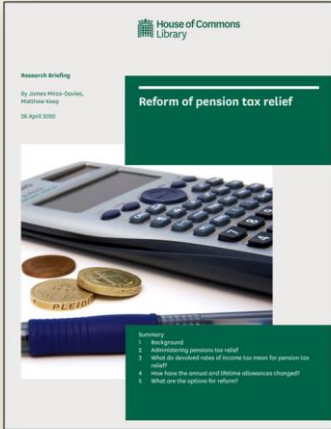 House of Commons
Library
Research Briefing
By James Mirza-Davies,
Matthew Keep
26 April 2022
Reform of pension tax relief
PLEID
Summary
1 Background
2 Administering pensions tax relief
3 What do devolved rates of income tax mean for pension tax
relief?
4 How have the annual and lifetime allowances changed?
5 What are the options for reform?